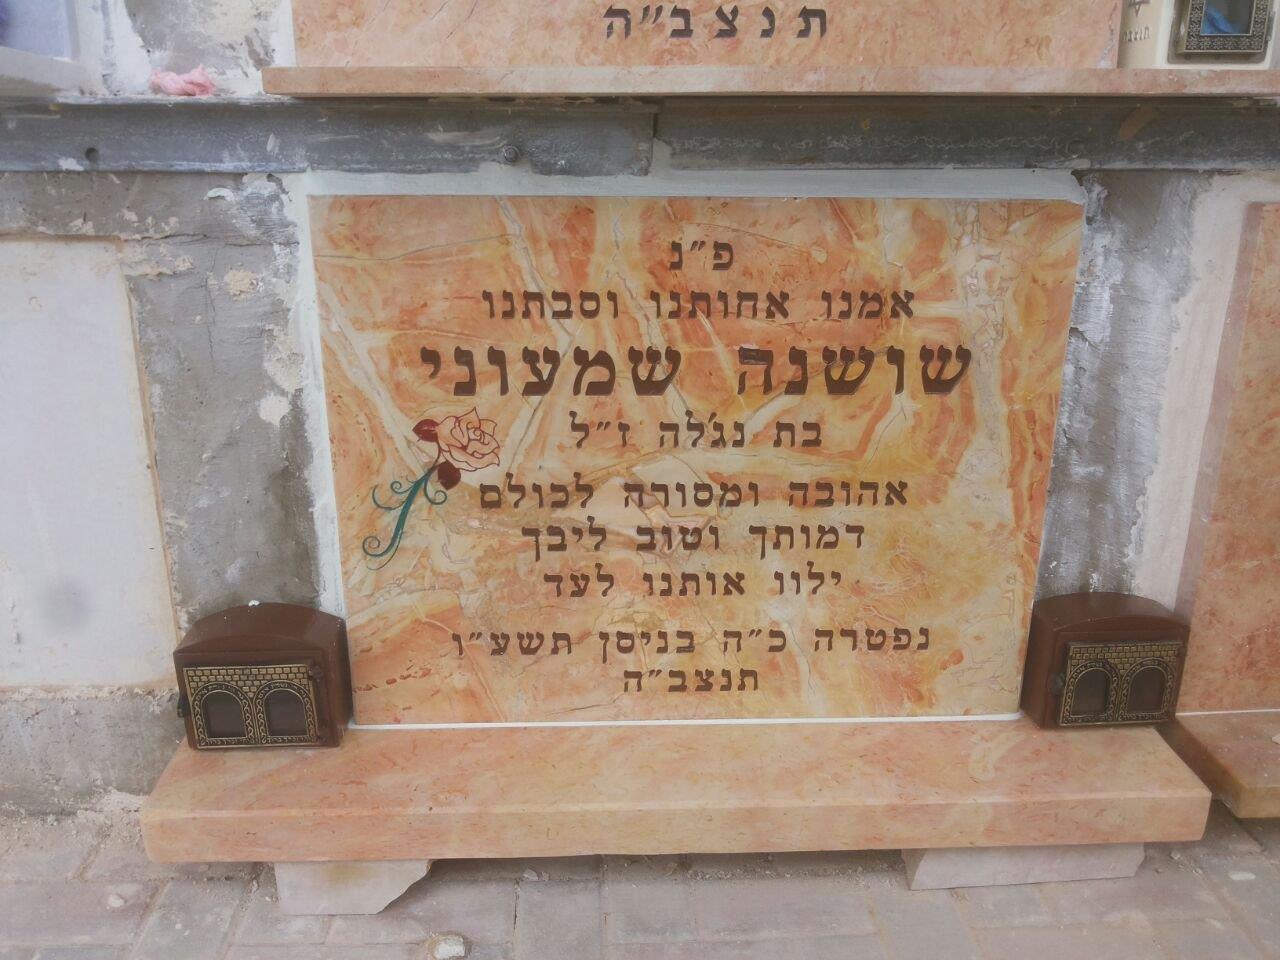 תנצב״ה
פ״נ
אמנו אחותנו וסבתנו
שושנה שמעוני
בת נג׳לה ז״ל
אהובה ומסורה לכולם
דמותך וטוב ליבך
ילוו אותנו לעד
נפטרה כ״ה בניסן תשע״ו
תנצב״ה